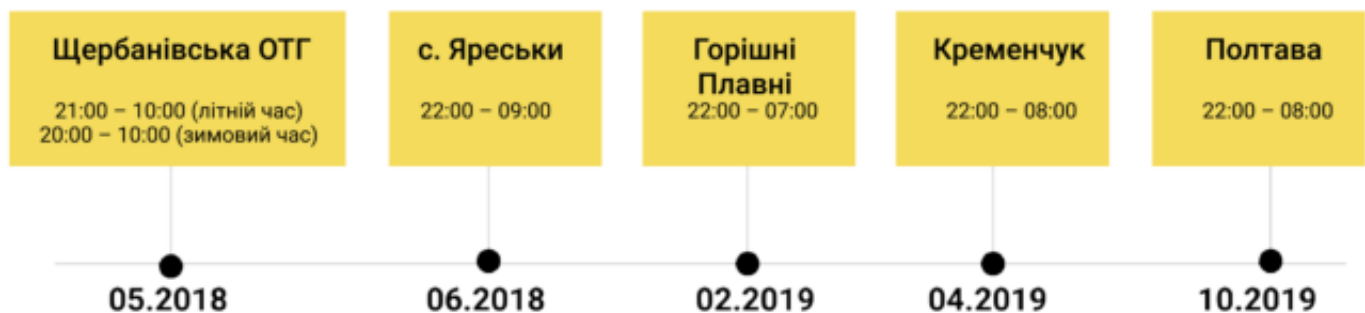 Щербанівська ОТГ
21:00 – 10:00 (літній час)
20:00 – 10:00 (зимовий час)
с. Яреськи
22:00 – 09:00
Горішні
Плавні
22:00 – 07:00
Кременчук
22:00 – 08:00
Полтава
22:00 – 08:00
05.2018
06.2018
02.2019
04.2019
10.2019